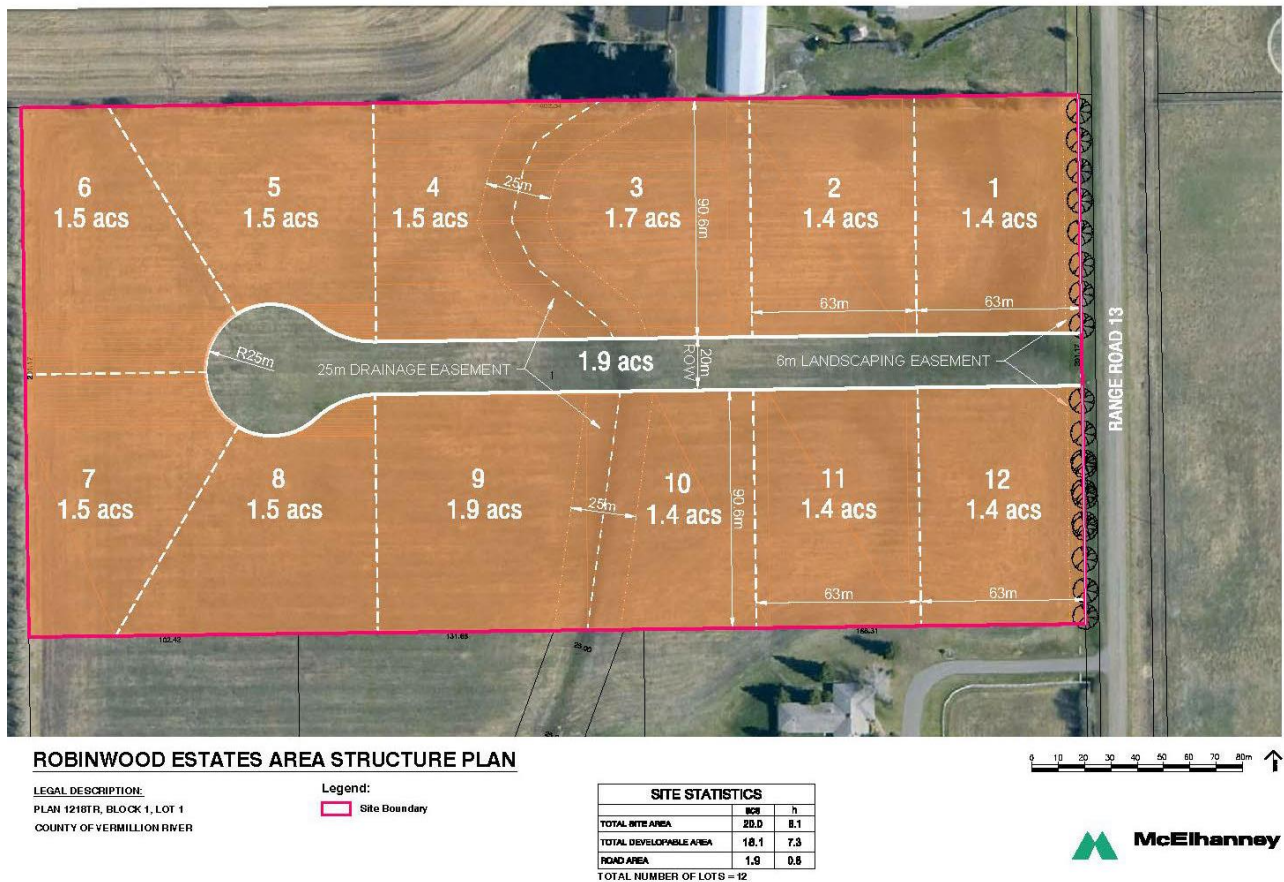 6
1.5 acs
5
1.5 acs
4
1.5 acs
25m
3
1.7 acs
90.6m
2
1.4 acs
1
1.4 acs
63m
63m
R25m
25m DRAINAGE EASEMENT
1
1.9 acs
20m
ROW
6m LANDSCAPING EASEMENT
RANGE ROAD 13
7
1.5 acs
8
1.5 acs
9
1.9 acs
25m
10
1.4 acs
90.6m
11
1.4 acs
12
1.4 acs
63m
63m
102.42
131.65
ROBINWOOD ESTATES AREA STRUCTURE PLAN
LEGAL DESCRIPTION:
PLAN 1218TR, BLOCK 1, LOT 1
COUNTY OF VERMILLION RIVER
Legend:
Site Boundary
SITE STATISTICS
acs h
TOTAL SITE AREA 20.0 8.1
TOTAL DEVELOPABLE AREA 18.1 7.3
ROAD AREA 1.9
TOTAL NUMBER OF LOTS = 12
0 10 20 30 40 50 60 70 80m
McElhanney